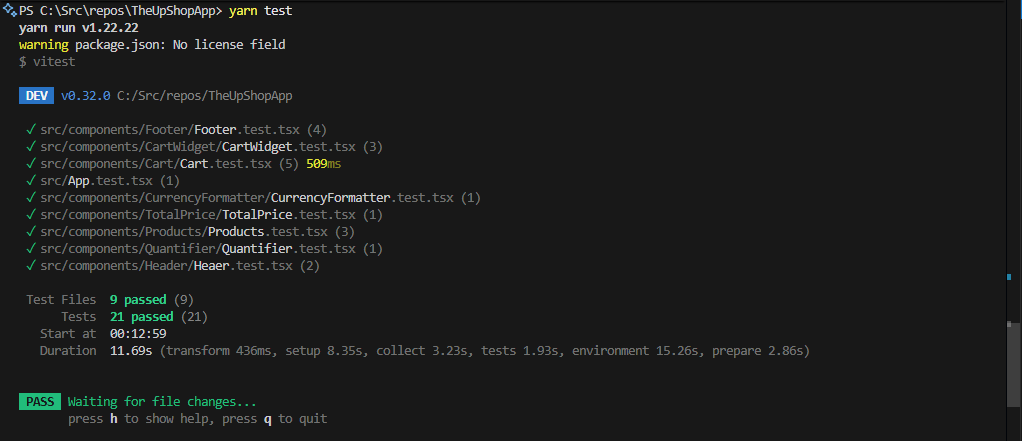 PS C:\Src\repos\TheUpShopApp> yarn test
yarn run v1.22.22
warning package.json: No license field
$ vitest
DEV v0.32.0 C:/Src/repos/TheUpShopApp
✓ src/components/Footer/Footer.test.tsx (4)
✓ src/components/CartWidget/CartWidget.test.tsx (3)
✓ src/components/Cart/Cart.test.tsx (5) 509ms
✓ src/App.test.tsx (1)
✓ src/components/CurrencyFormatter/CurrencyFormatter.test.tsx (1)
✓ src/components/TotalPrice/TotalPrice.test.tsx (1)
✓ src/components/Products/Products.test.tsx (3)
✓ src/components/Quantifier/Quantifier.test.tsx (1)
✓ src/components/Header/Heaer.test.tsx (2)
Test Files 9 passed (9)
Tests 21 passed (21)
Start at 00:12:59
Duration 11.69s (transform 436ms, setup 8.35s, collect 3.23s, tests 1.93s, environment 15.26s, prepare 2.86s)
PASS Waiting for file changes...
press h to show help, press q to quit